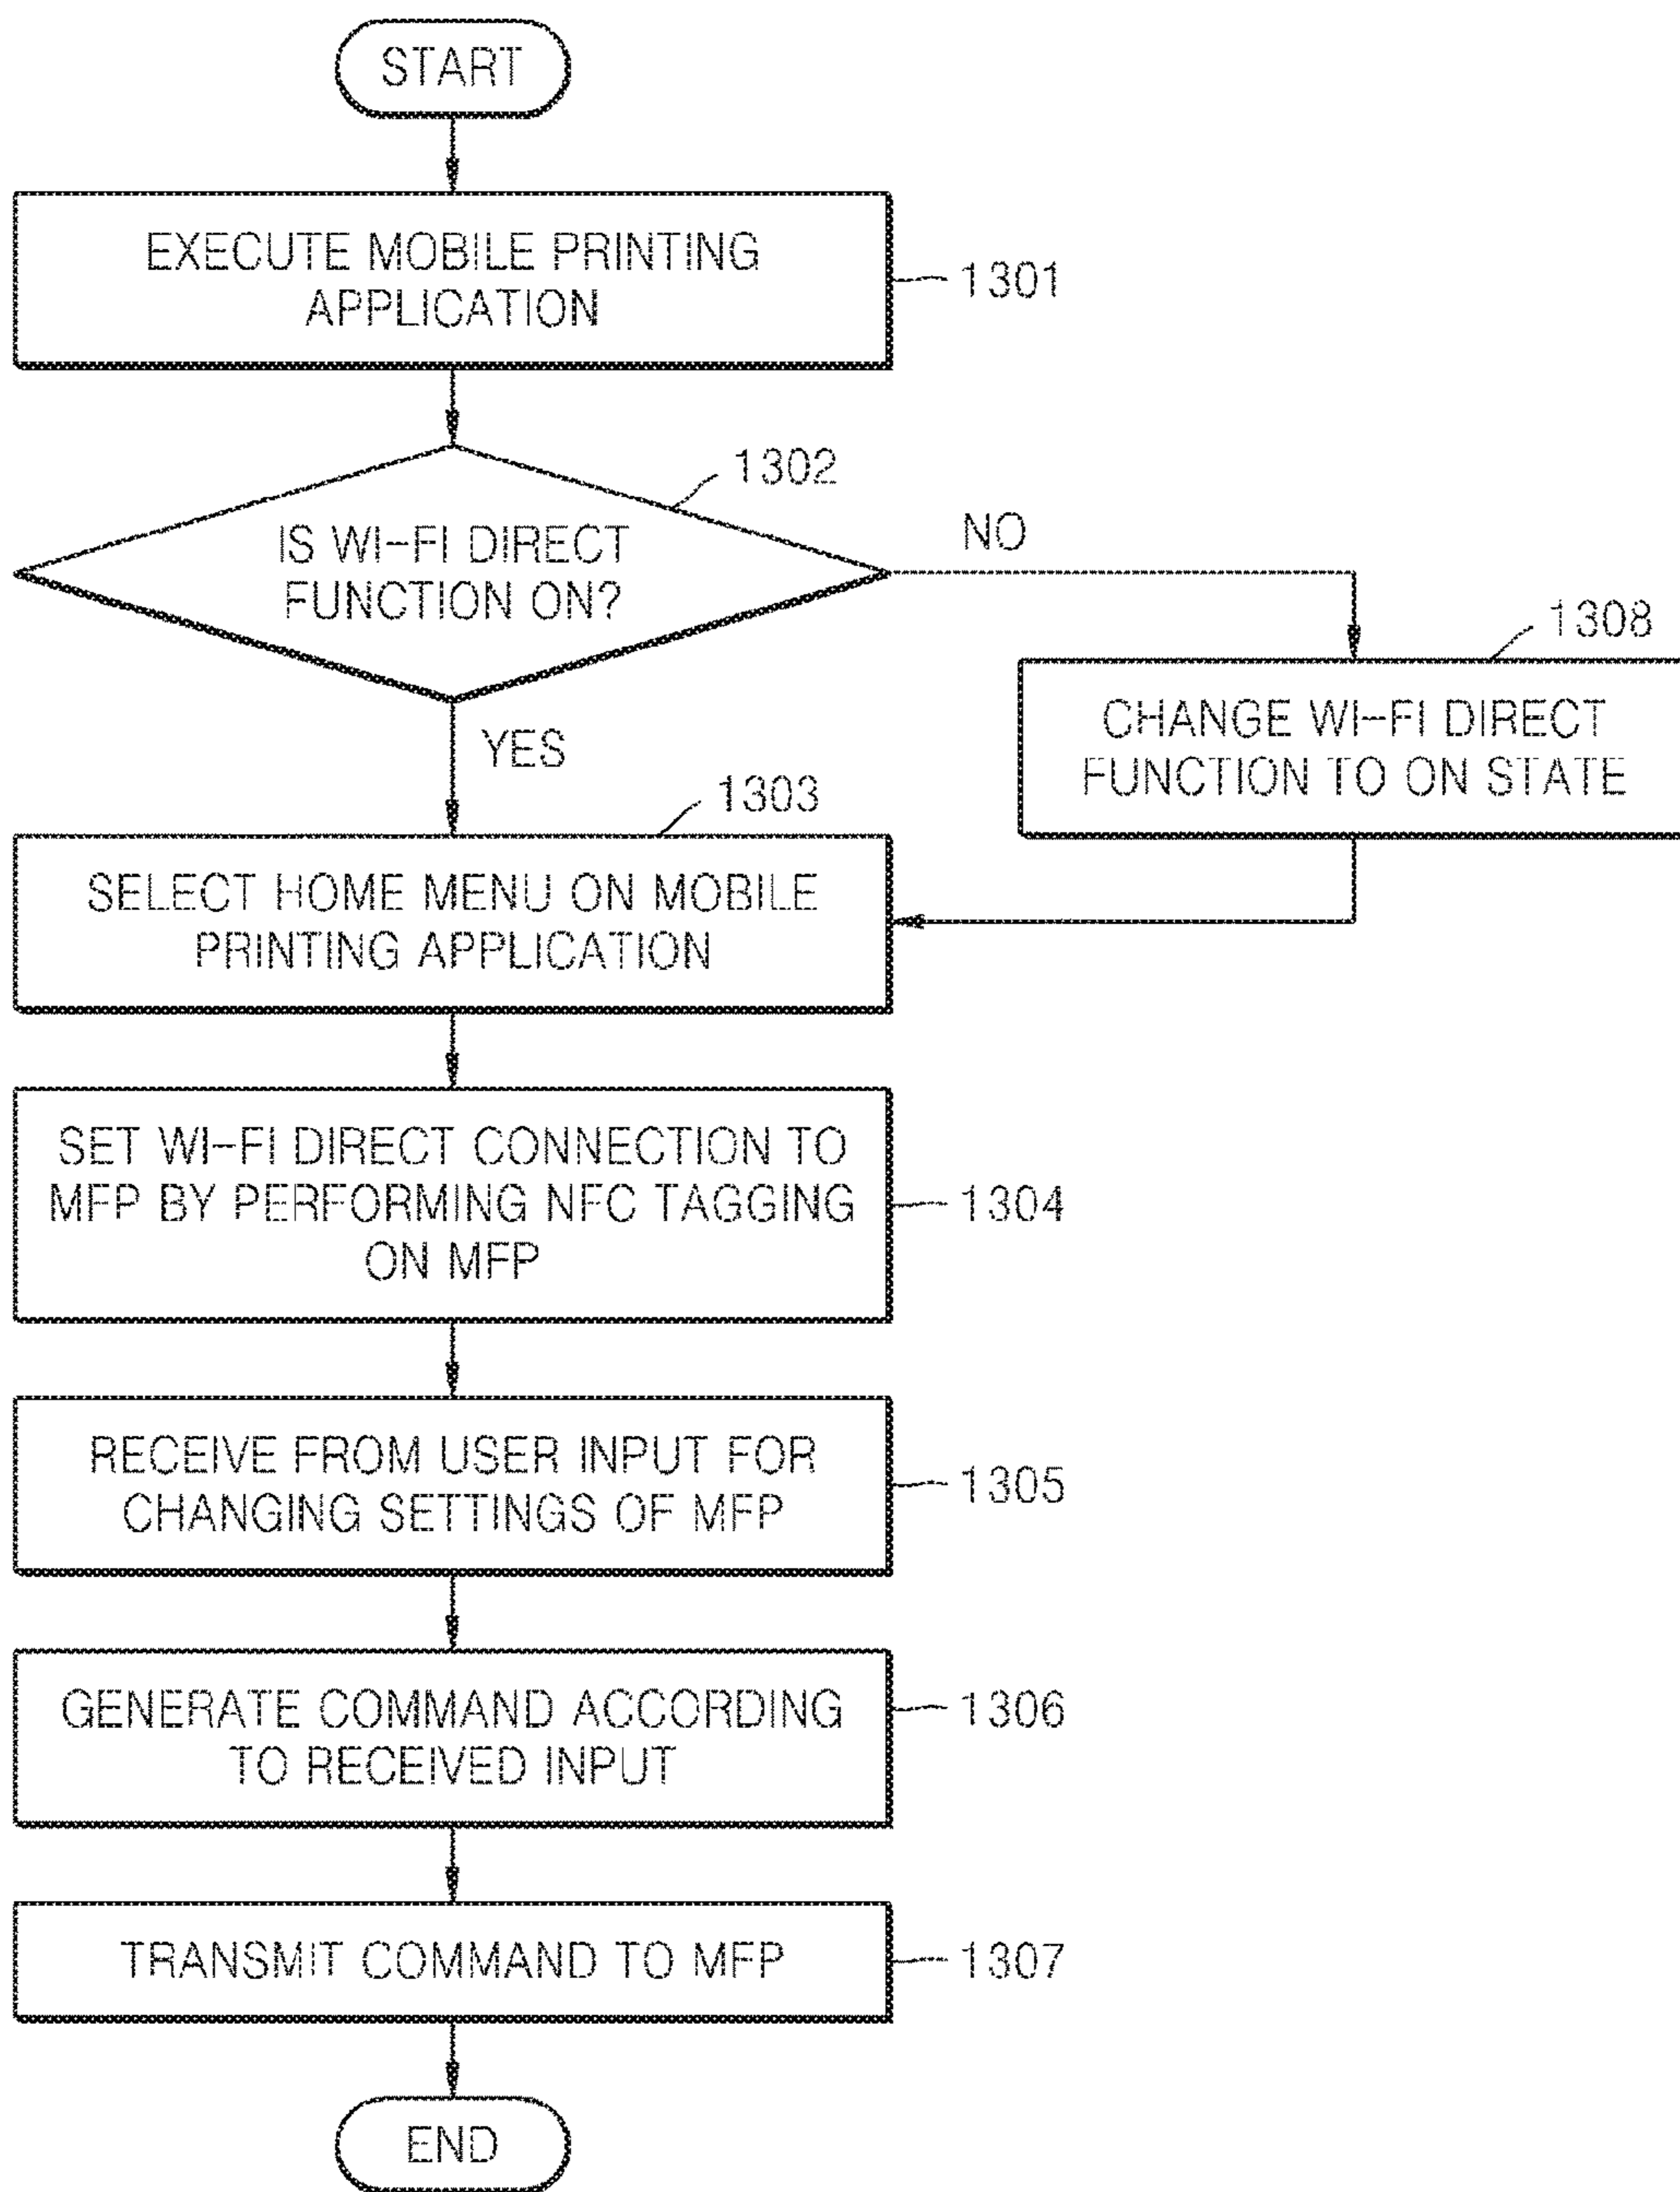 START
EXECUTE MOBILE PRINTING
APPLICATION
1301
1302
IS WI-FI DIRECT
FUNCTION ON?
NO
YES
1308
CHANGE WI-FI DIRECT
FUNCTION TO ON STATE
1303
SELECT HOME MENU ON MOBILE
PRINTING APPLICATION
SET WI-FI DIRECT CONNECTION TO
MFP BY PERFORMING NFC TAGGING
ON MFP
1304
RECEIVE FROM USER INPUT FOR
CHANGING SETTINGS OF MFP
1305
GENERATE COMMAND ACCORDING
TO RECEIVED INPUT
1306
TRANSMIT COMMAND TO MFP
1307
END